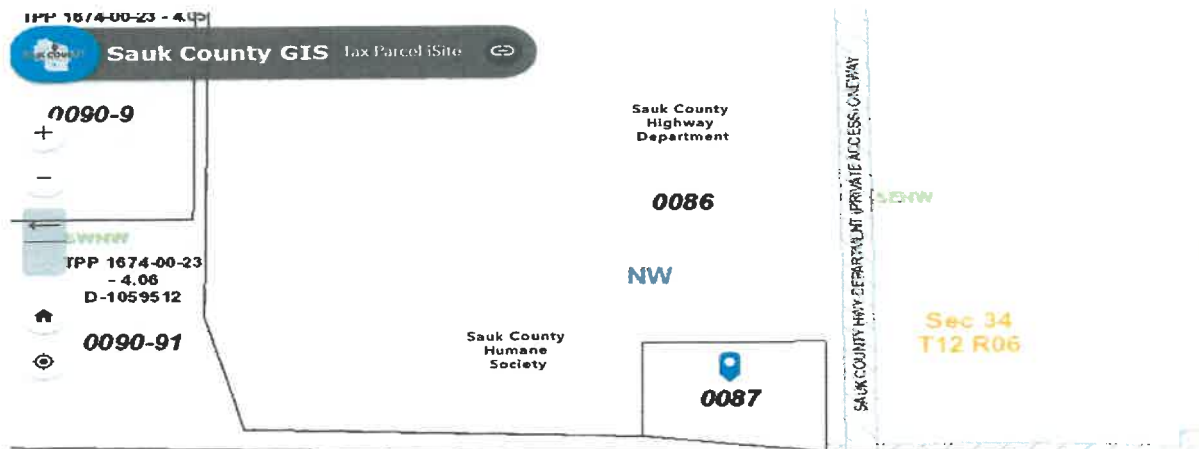 TPP 1674-00-23 - 4.05
Sauk County GIS Tax Parcel iSite
0090-9
+
−
SWNW
TPP 1674-00-23
- 4.06
D-1059512
0090-91
Sauk County
Highway
Department
0086
NW
Sauk County
Humane
Society
0087
SAUK COUNTY HWY DEPARTMENT (PRIVATE ACCESS) ONEWAY
SENW
Sec 34
T12 R06